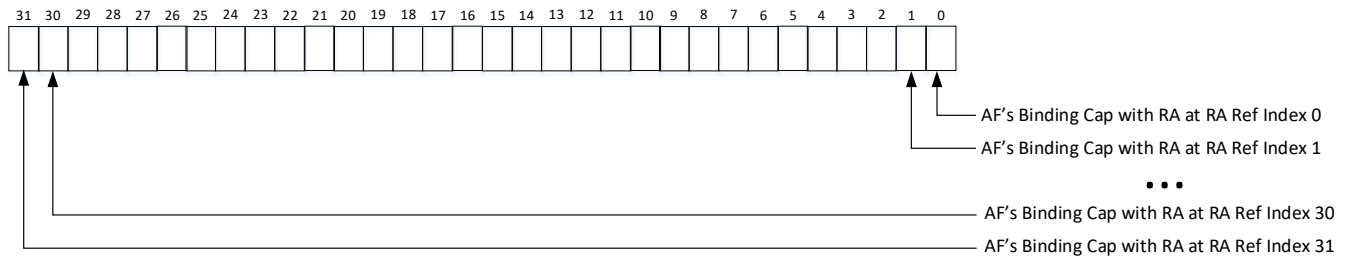 31 30 29 28 27 26 25 24 23 22 21 20 19 18 17 16 15 14 13 12 11 10 9 8 7 6 5 4 3 2 1 0
AF’s Binding Cap with RA at RA Ref Index 0
AF’s Binding Cap with RA at RA Ref Index 1
...
AF’s Binding Cap with RA at RA Ref Index 30
AF’s Binding Cap with RA at RA Ref Index 31